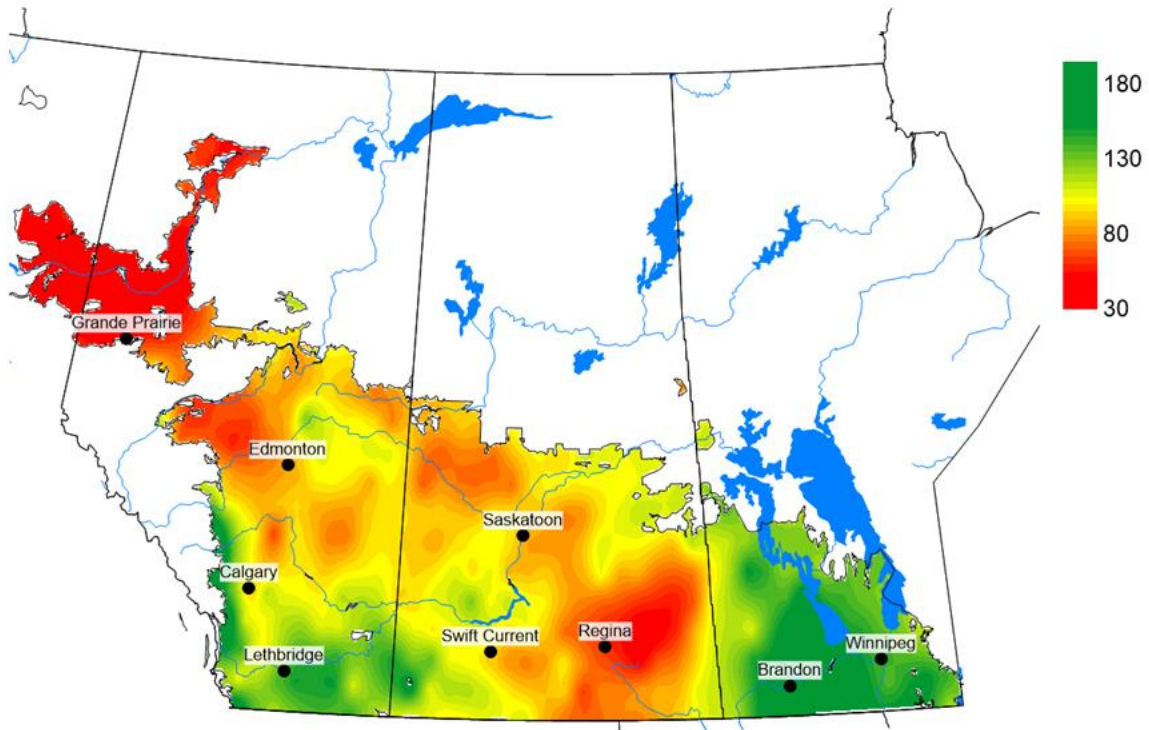 180
130
80
30
Grande Prairie
Edmonton
Saskatoon
Calgary
Swift Current
Regina
Lethbridge
Winnipeg
Brandon